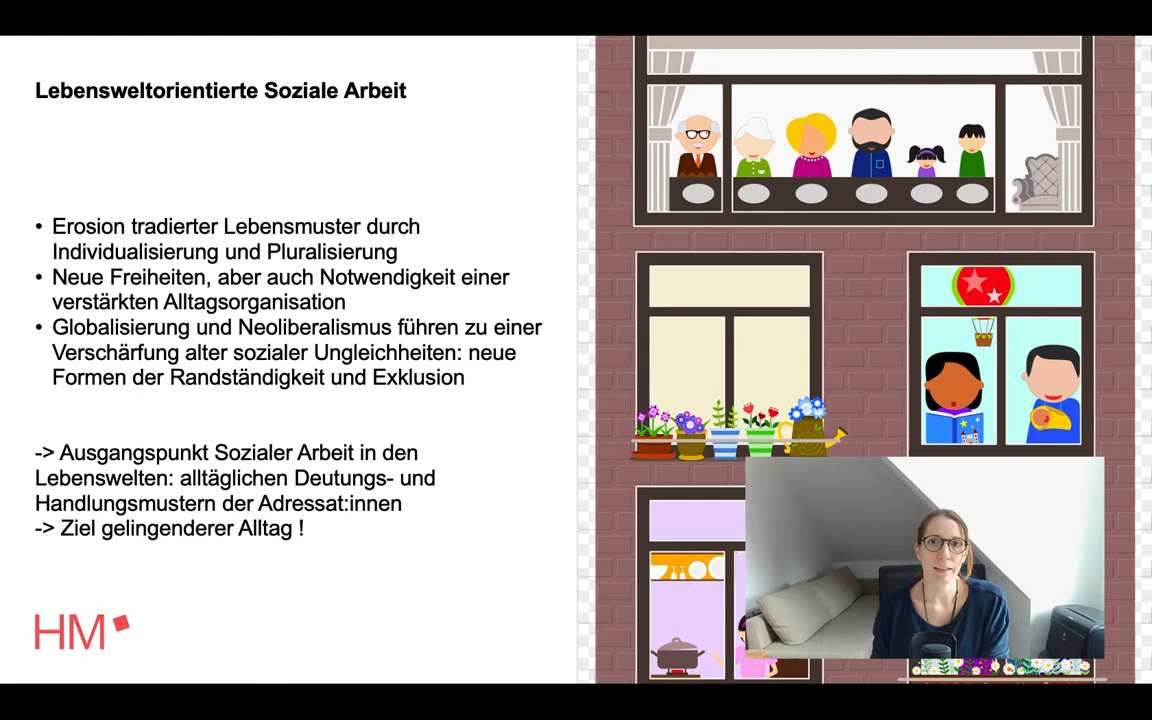 Lebensweltorientierte Soziale Arbeit
• Erosion tradierter Lebensmuster durch
Individualisierung und Pluralisierung
• Neue Freiheiten, aber auch Notwendigkeit einer
verstärkten Alltagsorganisation
• Globalisierung und Neoliberalismus führen zu einer
Verschärfung alter sozialer Ungleichheiten: neue
Formen der Randständigkeit und Exklusion
-> Ausgangspunkt Sozialer Arbeit in den
Lebenswelten: alltäglichen Deutungs- und
Handlungsmustern der Adressat:innen
-> Ziel gelingenderer Alltag !
HM